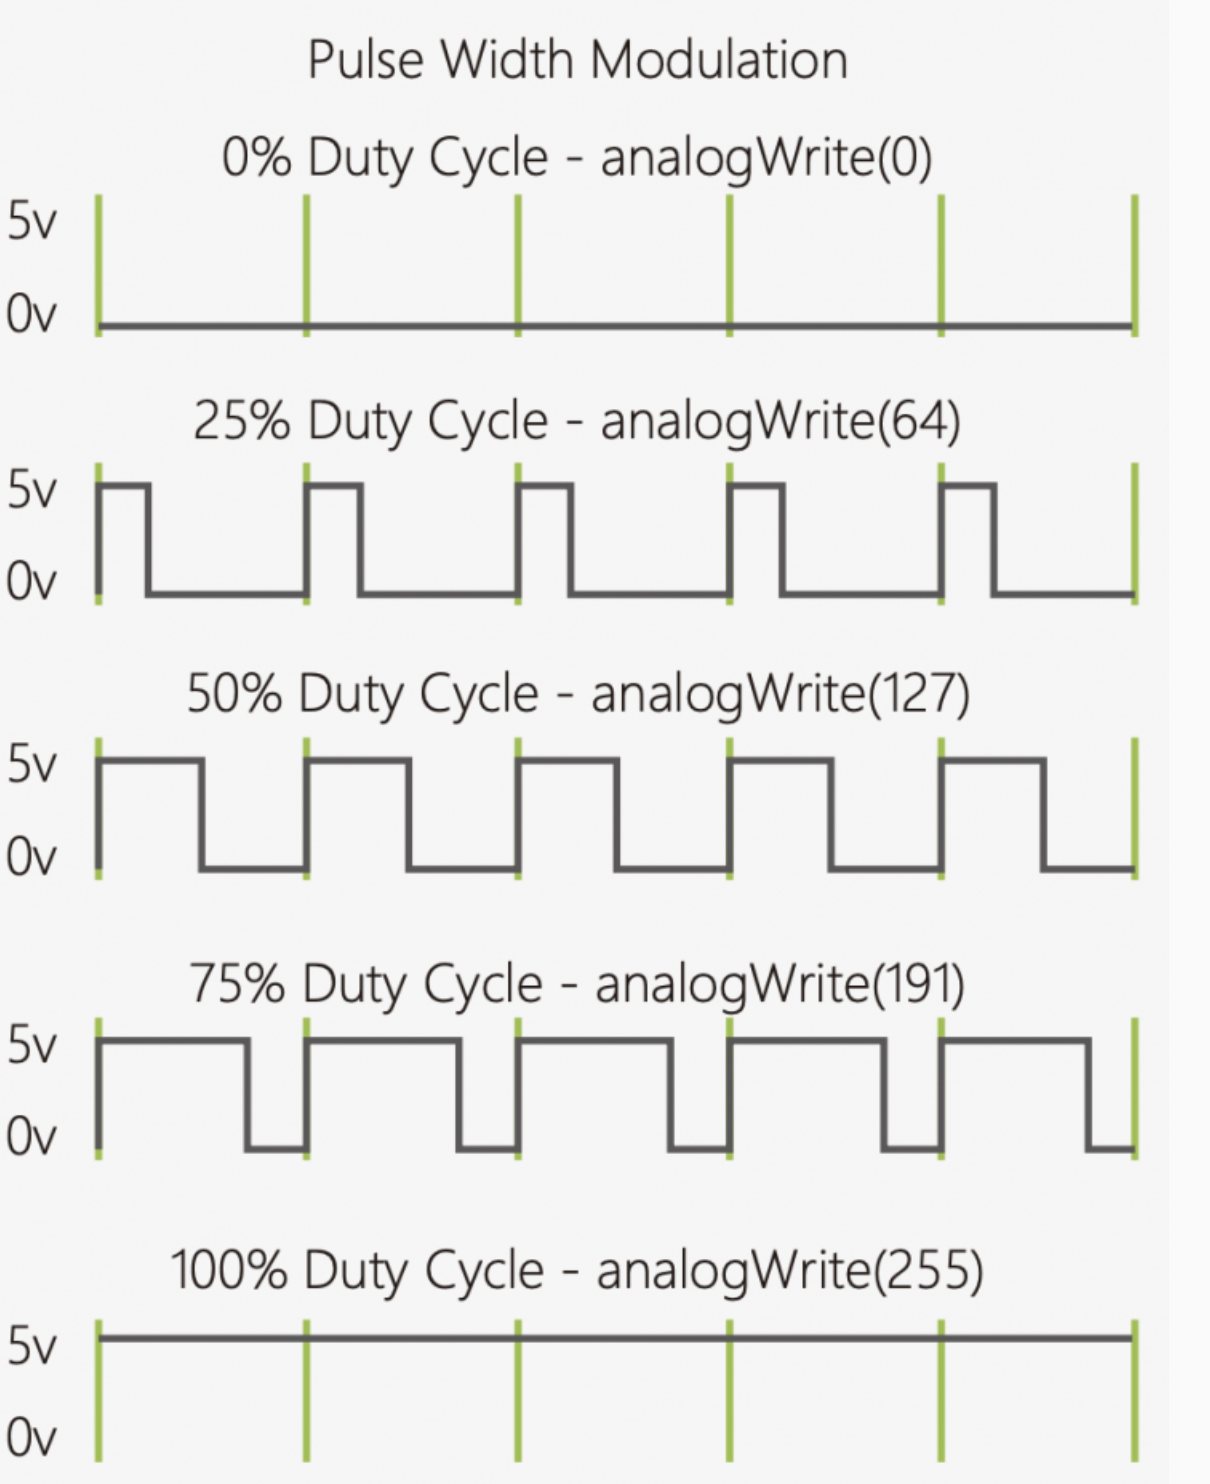 Pulse Width Modulation
0% Duty Cycle - analogWrite(0)
5v
0v
25% Duty Cycle - analogWrite(64)
5v
0v
50% Duty Cycle - analogWrite(127)
5v
0v
75% Duty Cycle - analogWrite(191)
5v
0v
100% Duty Cycle - analogWrite(255)
5v
0v